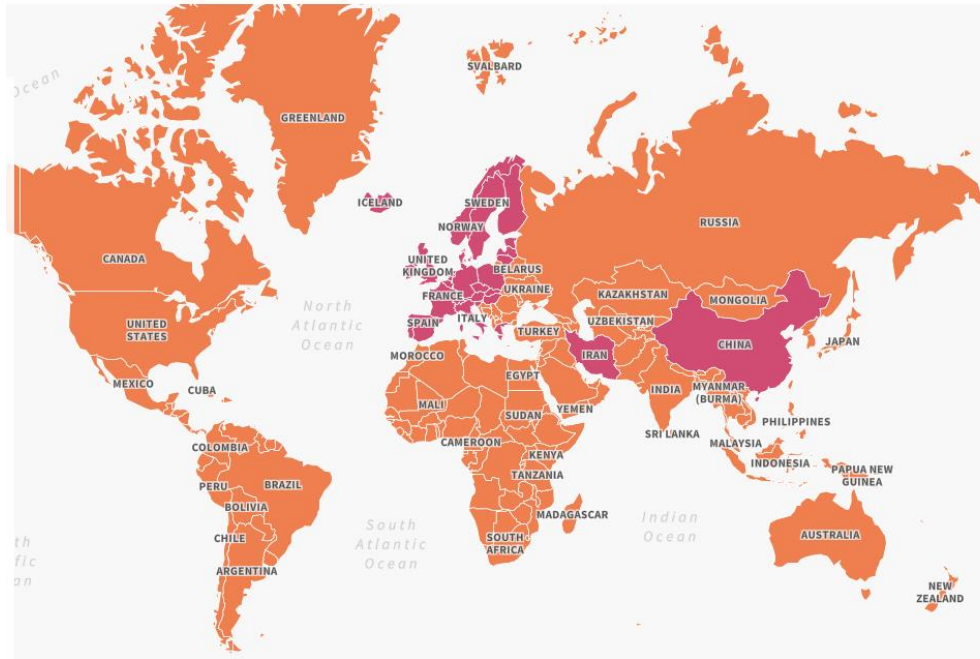 Ocean
SVALBARD
GREENLAND
ICELAND
SWEDEN
RUSSIA
NORWAY
CANADA
UNITED
KINGDOM
BELARUS
UKRAINE
FRANCE
KAZAKHSTAN
MONGOLIA
North
Atlantic
Ocean
UNITED
STATES
SPAIN
ITALY
UZBEKISTAN
TURKEY
CHINA
JAPAN
IRAN
MOROCCO
MEXICO
CUBA
EGYPT
INDIA
MYANMAR
(BURMA)
MALI
SUDAN
YEMEN
PHILIPPINES
SRI LANKA
MALAYSIA
COLOMBIA
CAMEROON
KENYA
INDONESIA
PAPUA NEW
GUINEA
PERU
BRAZIL
TANZANIA
BOLIVIA
MADAGASCAR
South
Atlantic
Ocean
Indian
Ocean
CHILE
SOUTH
AFRICA
AUSTRALIA
ARGENTINA
NEW
ZEALAND